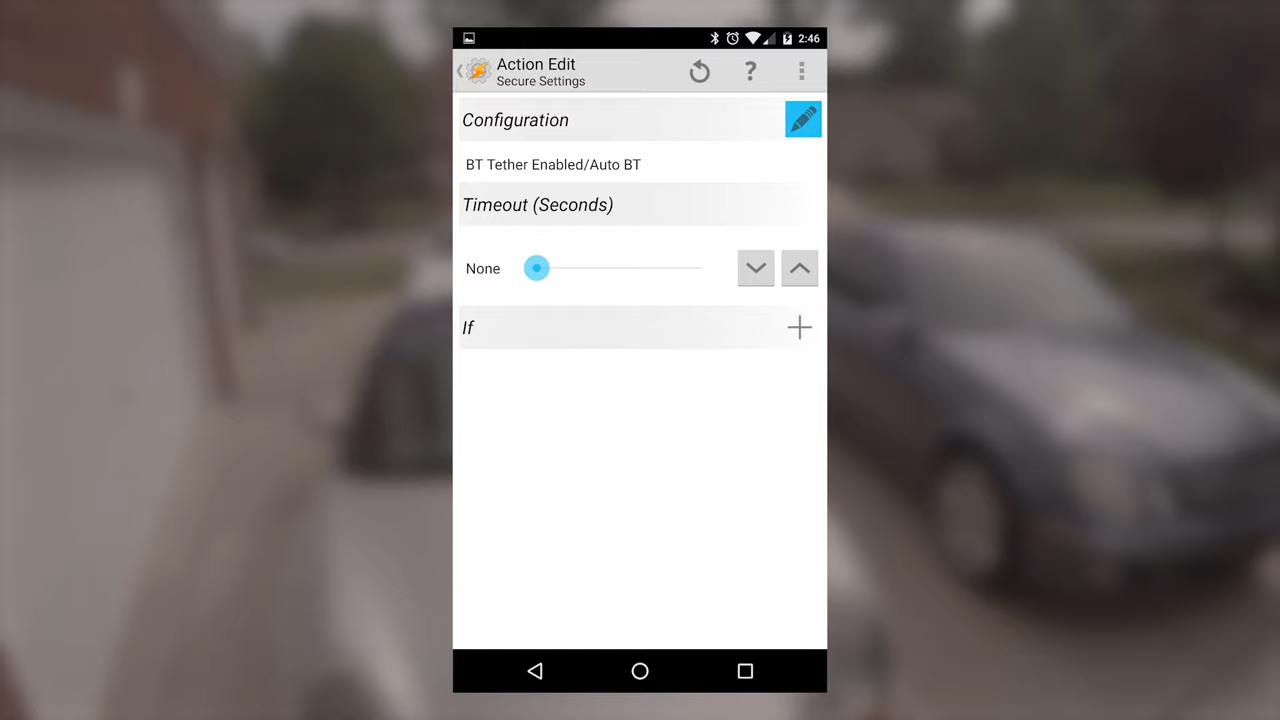 2:46
Action Edit
Secure Settings
?
Configuration
BT Tether Enabled/Auto BT
Timeout (Seconds)
None
If